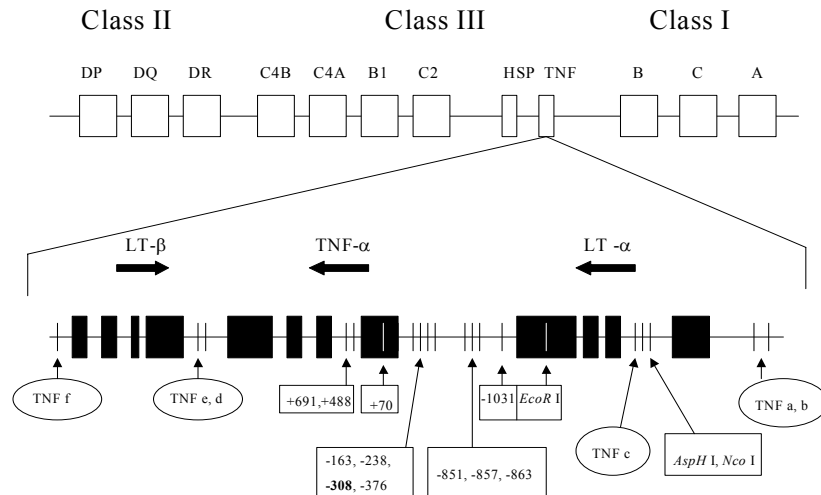 Class II Class III Class I
DP DQ DR C4B C4A B1 C2 HSP TNF B C A
LT-β TNF-α LT -α
TNF f
TNF e, d
+691,+488
+70
-1031
EcoR I
TNF a, b
TNF c
AspH I, Nco I
-163, -238,
-308, -376
-851, -857, -863